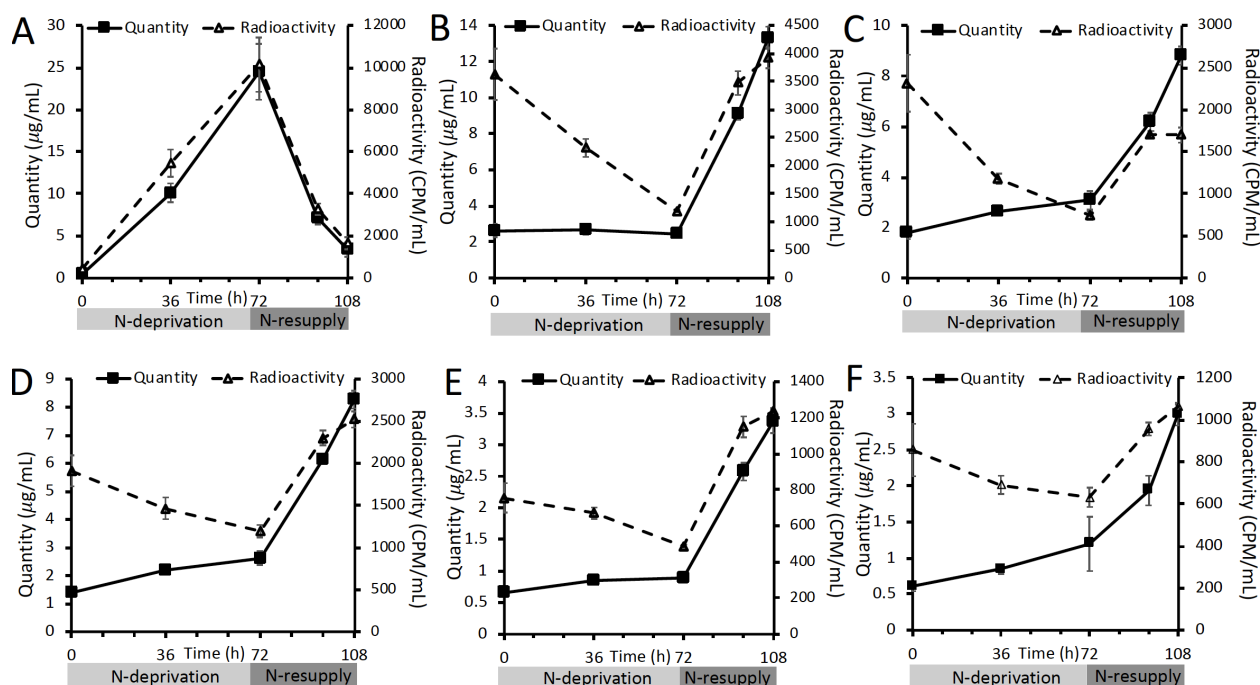 A
Quantity Radioactivity
Quantity (µg/mL)
30
25
20
15
10
5
0
12000
10000
8000
6000
4000
2000
0
Radioactivity (CPM/mL)
0 36 Time (h) 72 108
N-deprivation N-resupply
B
Quantity Radioactivity
Quantity (µg/mL)
14
12
10
8
6
4
2
0
4500
4000
3500
3000
2500
2000
1500
1000
500
0
Radioactivity (CPM/mL)
0 36 Time (h) 72 108
N-deprivation N-resupply
C
Quantity Radioactivity
Quantity (µg/mL)
10
8
6
4
2
0
3000
2500
2000
1500
1000
500
0
Radioactivity (CPM/mL)
0 36 Time (h) 72 108
N-deprivation N-resupply
D
Quantity Radioactivity
Quantity (µg/mL)
9
8
7
6
5
4
3
2
1
0
3000
2500
2000
1500
1000
500
0
Radioactivity (CPM/mL)
0 36 Time (h) 72 108
N-deprivation N-resupply
E
Quantity Radioactivity
Quantity (µg/mL)
4
3.5
3
2.5
2
1.5
1
0.5
0
1400
1200
1000
800
600
400
200
0
Radioactivity (CPM/mL)
0 36 Time (h) 72 108
N-deprivation N-resupply
F
Quantity Radioactivity
Quantity (µg/mL)
3.5
3
2.5
2
1.5
1
0.5
0
1200
1000
800
600
400
200
0
Radioactivity (CPM/mL)
0 36 Time (h) 72 108
N-deprivation N-resupply